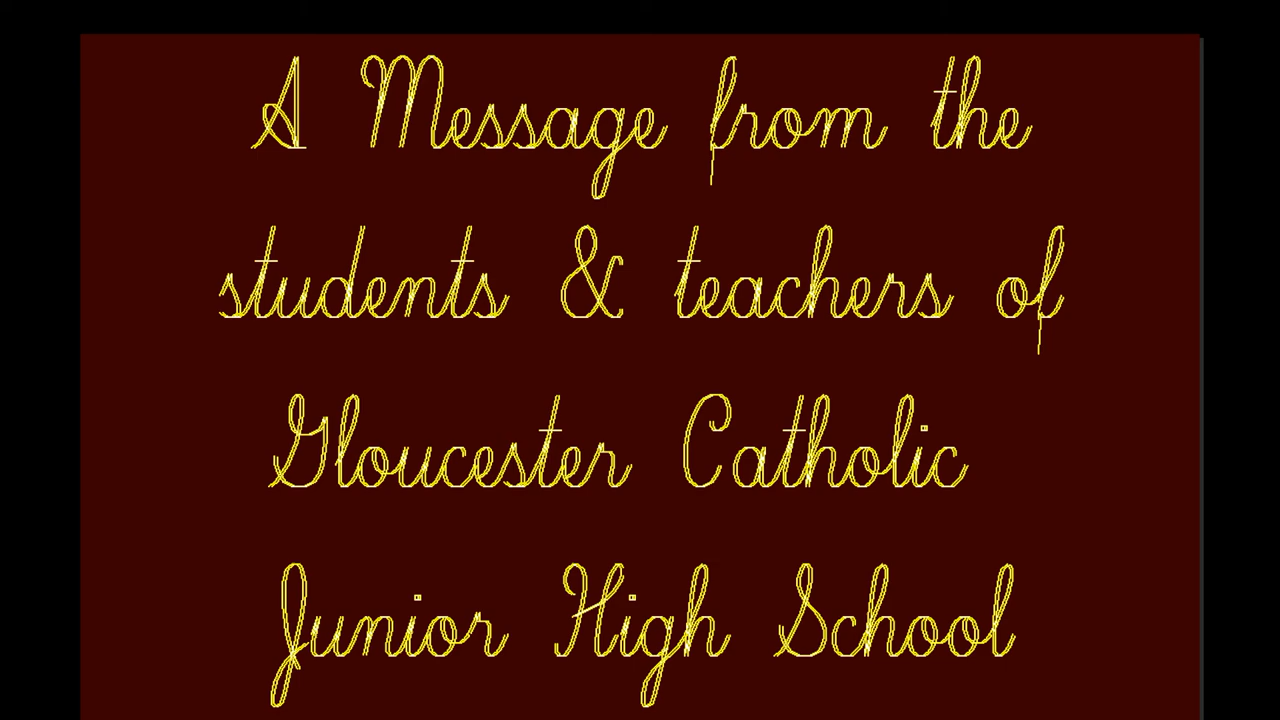 A Message from the
students & teachers of
Gloucester Catholic
Junior High School